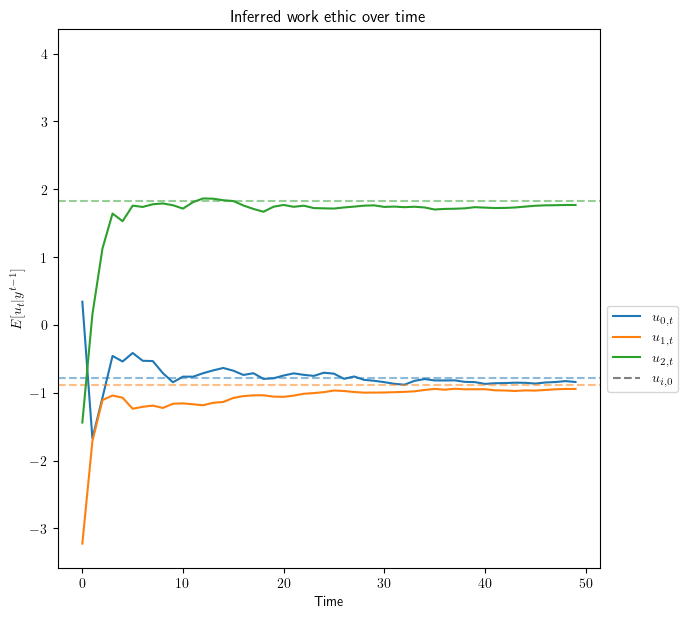 Inferred work ethic over time
4
3
2
1
0
−1
−2
−3
E[u_t|y^{t−1}]
0
10
20
30
40
50
Time
u_{0,t}
u_{1,t}
u_{2,t}
u_{i,0}